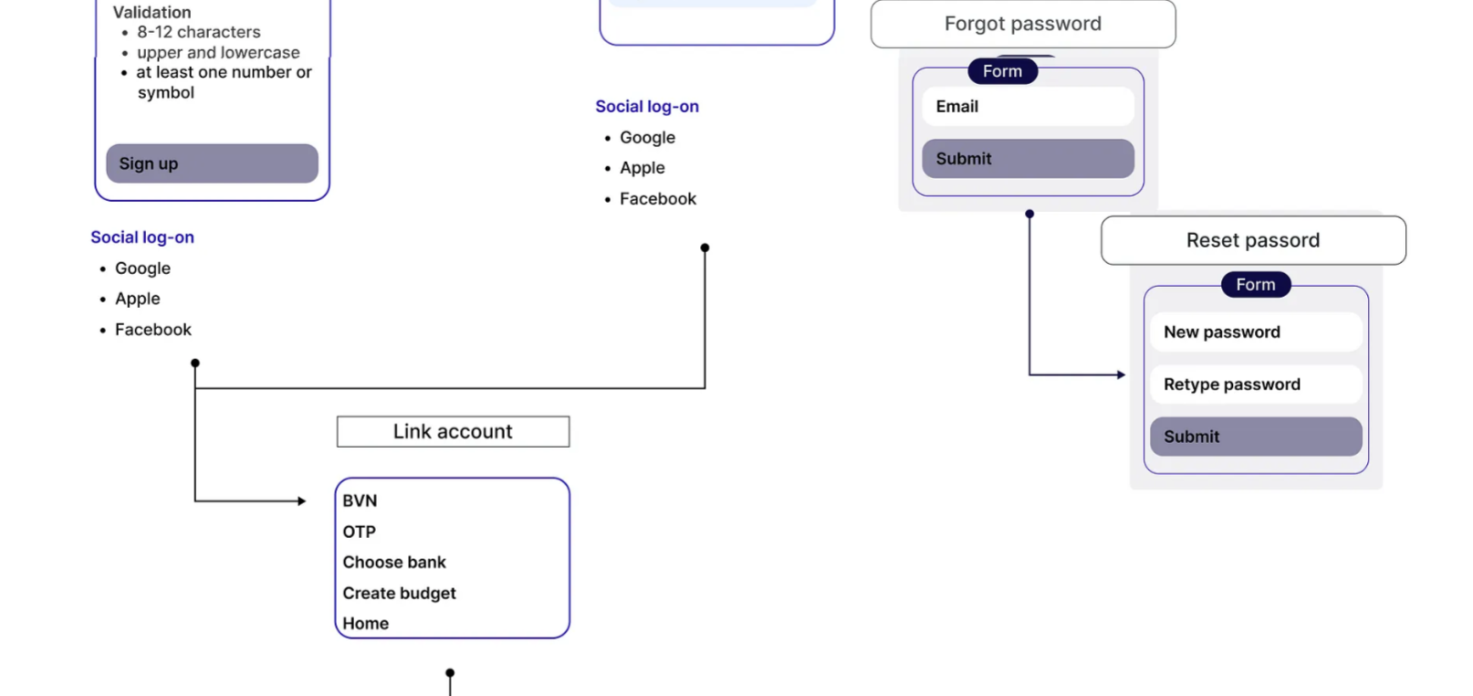 Validation
• 8-12 characters
• upper and lowercase
• at least one number or
symbol
Sign up
Social log-on
• Google
• Apple
• Facebook
Social log-on
• Google
• Apple
• Facebook
Link account
BVN
OTP
Choose bank
Create budget
Home
Forgot password
Form
Email
Submit
Reset passord
Form
New password
Retype password
Submit